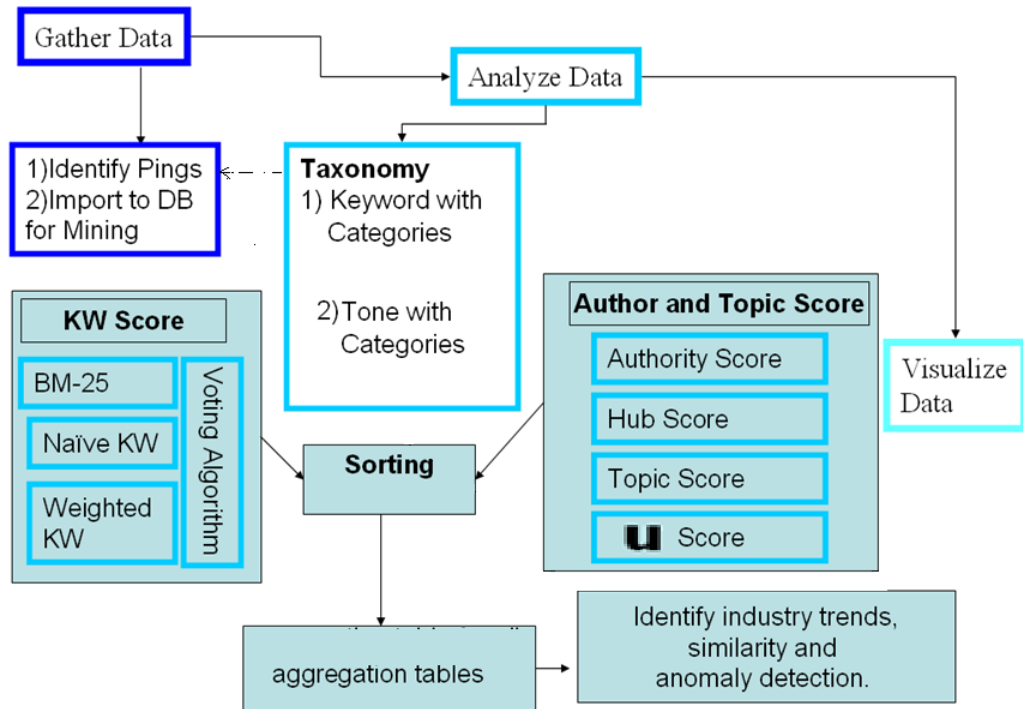 Gather Data
Analyze Data
1)Identify Pings
2)Import to DB
for Mining
Taxonomy
1) Keyword with
Categories
2)Tone with
Categories
KW Score
BM-25
Naïve KW
Weighted
KW
Voting Algorithm
Sorting
Author and Topic Score
Authority Score
Hub Score
Topic Score
u Score
Visualize
Data
aggregation tables
Identify industry trends,
similarity and
anomaly detection.